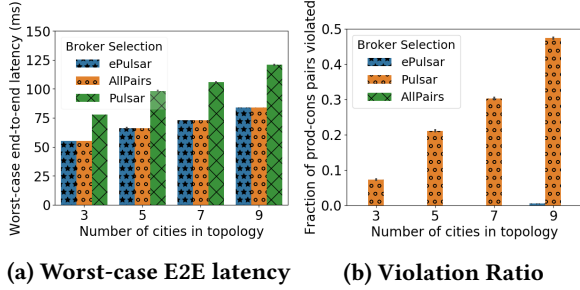 Worst-case end-to-end latency (ms)
150
125
100
75
50
25
0
Broker Selection
ePulsar
AllPairs
Pulsar
3 5 7 9
Number of cities in topology
(a) Worst-case E2E latency
Fraction of prod-cons pairs violated
0.5
0.4
0.3
0.2
0.1
0.0
Broker Selection
ePulsar
Pulsar
AllPairs
3 5 7 9
Number of cities in topology
(b) Violation Ratio